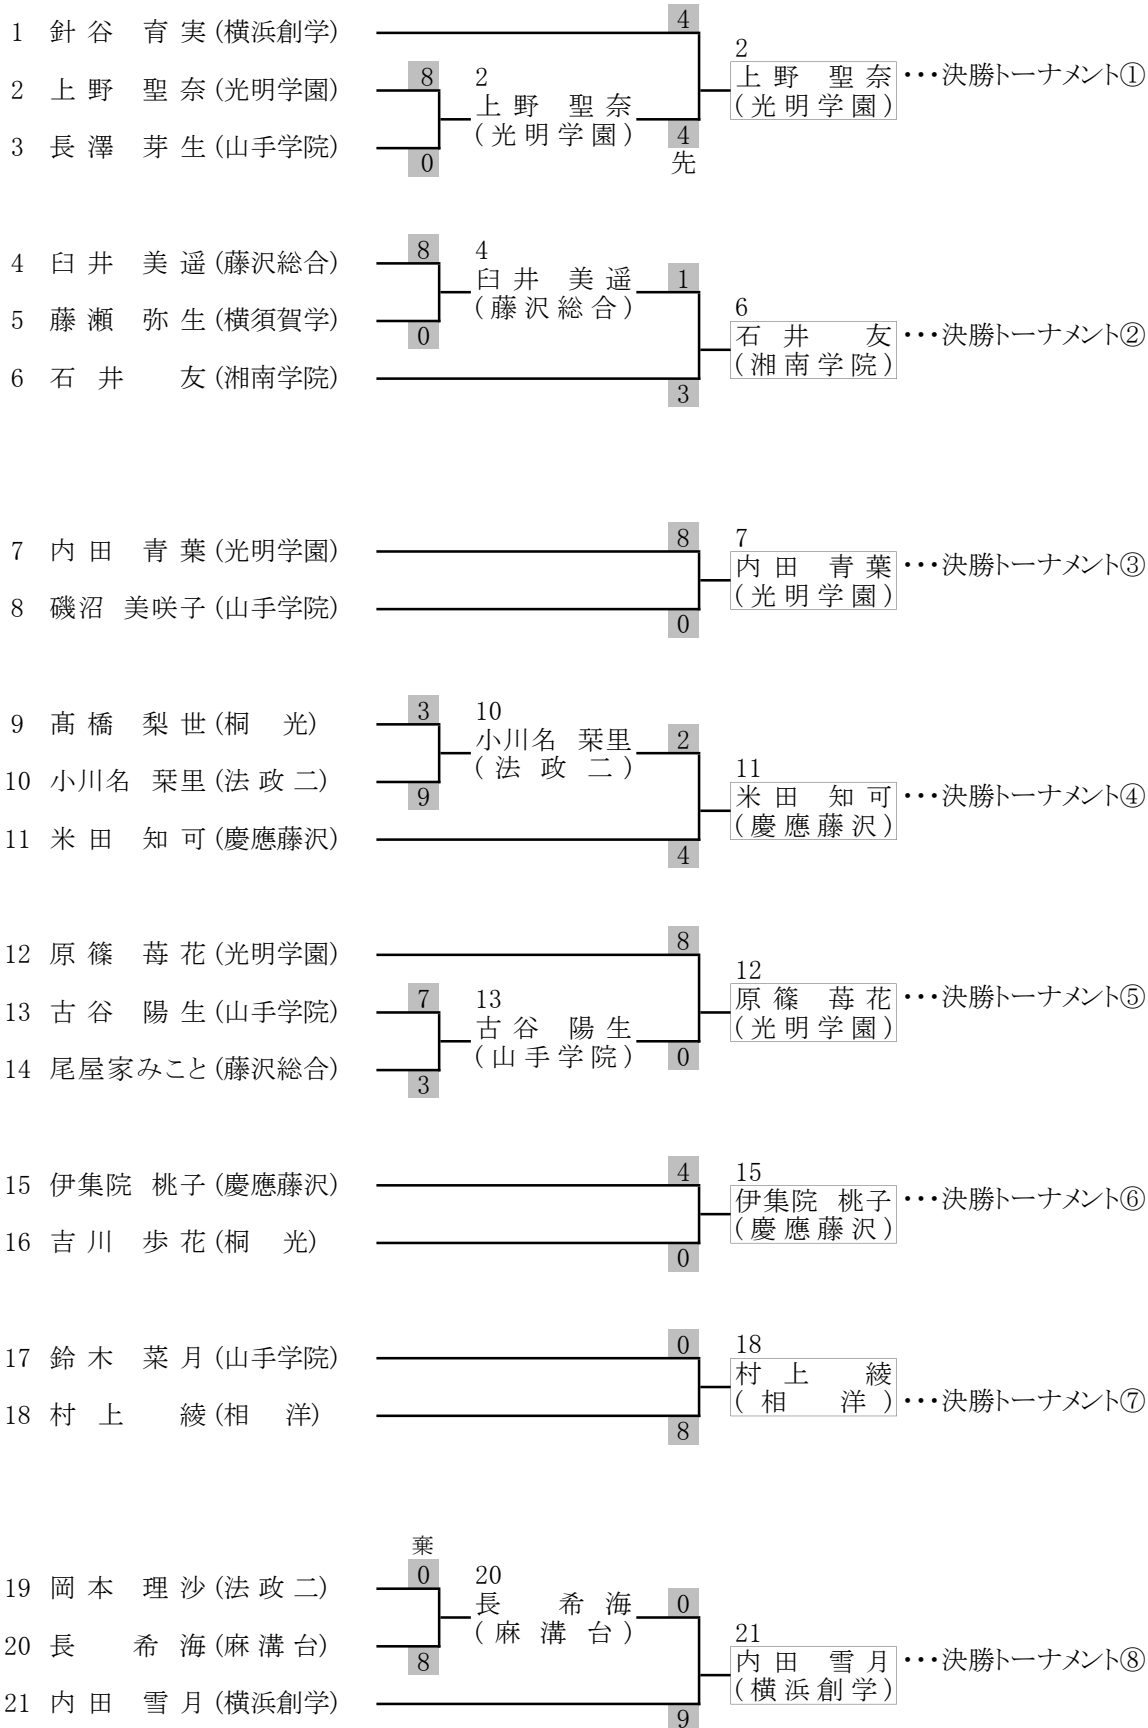 4
1 針谷 育実 (横浜創学)
2
8 2 上野 聖奈 ・・・決勝トーナメント①
2 上野 聖奈 (光明学園) 上野 聖奈 (光明学園)
(光明学園) 4
3 長澤 芽生 (山手学院)
0 先
8 4
4 臼井 美遥 (藤沢総合) 臼井 美遥 1
(藤沢総合)
5 藤瀬 弥生 (横須賀学) 6
0 石井 友 ・・・決勝トーナメント②
(湘南学院)
6 石井 友 (湘南学院)
3
8 7
7 内田 青葉 (光明学園) 内田 青葉 ・・・決勝トーナメント③
(光明学園)
8 磯沼 美咲子 (山手学院)
0
3 10
9 髙橋 梨世 (桐 光) 小川名 栞里 2
(法政二) 11
10 小川名 栞里 (法政二)
9 米田 知可 ・・・決勝トーナメント④
(慶應藤沢)
11 米田 知可 (慶應藤沢)
4
8
12 原篠 苺花 (光明学園) 12
7 13 原篠 苺花 ・・・決勝トーナメント⑤
13 古谷 陽生 (山手学院) 古谷 陽生 (光明学園)
(山手学院) 0
14 尾屋家みこと (藤沢総合)
3
4 15
15 伊集院 桃子 (慶應藤沢) 伊集院 桃子 ・・・決勝トーナメント⑥
(慶應藤沢)
16 吉川 歩花 (桐 光)
0
0 18
17 鈴木 菜月 (山手学院) 村上 綾
(相 洋) ・・・決勝トーナメント⑦
18 村上 綾 (相 洋)
8
棄
0 20
19 岡本 理沙 (法政二) 長 希海 0
(麻溝台) 21
20 長 希海 (麻溝台)
8 内田 雪月 ・・・決勝トーナメント⑧
(横浜創学)
21 内田 雪月 (横浜創学)
9